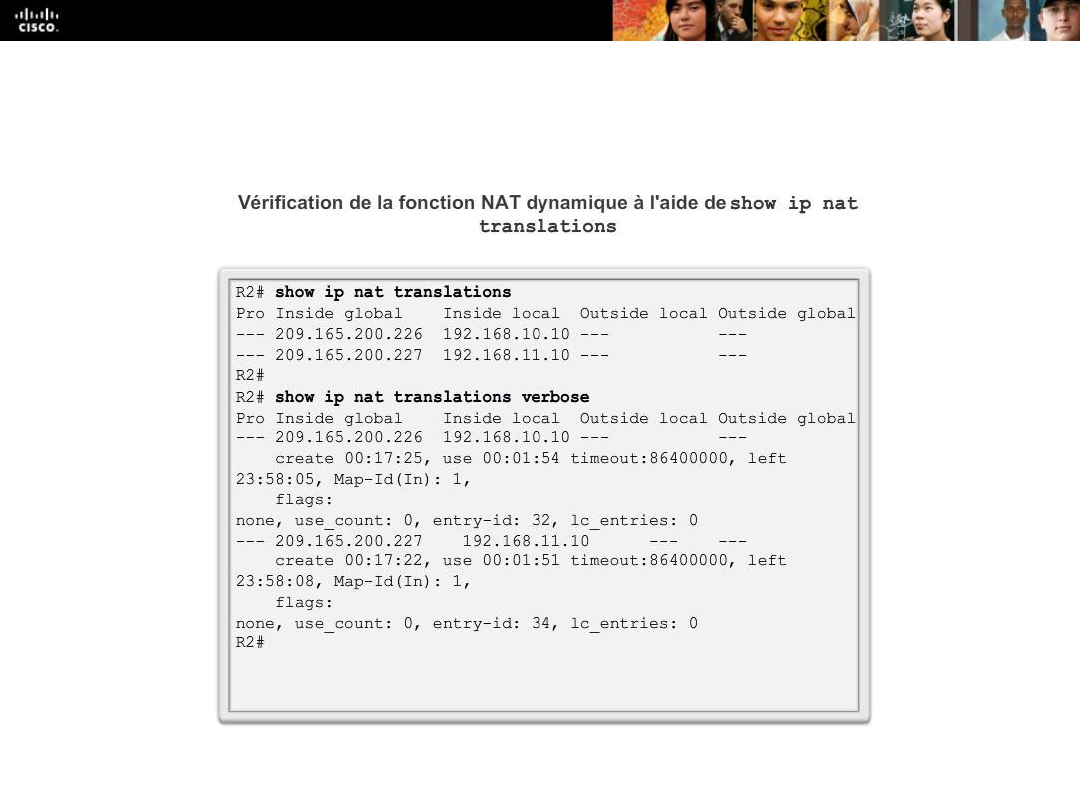 CISCO.
Vérification de la fonction NAT dynamique à l'aide de show ip nat
translations
R2# show ip nat translations
Pro Inside global    Inside local  Outside local Outside global
--- 209.165.200.226  192.168.10.10 ---           ---
--- 209.165.200.227  192.168.11.10 ---           ---
R2#
R2# show ip nat translations verbose
Pro Inside global    Inside local  Outside local Outside global
--- 209.165.200.226  192.168.10.10 ---           ---
    create 00:17:25, use 00:01:54 timeout:86400000, left
23:58:05, Map-Id(In): 1,
    flags:
none, use_count: 0, entry-id: 32, lc_entries: 0
--- 209.165.200.227    192.168.11.10      ---    ---
    create 00:17:22, use 00:01:51 timeout:86400000, left
23:58:08, Map-Id(In): 1,
    flags:
none, use_count: 0, entry-id: 34, lc_entries: 0
R2#